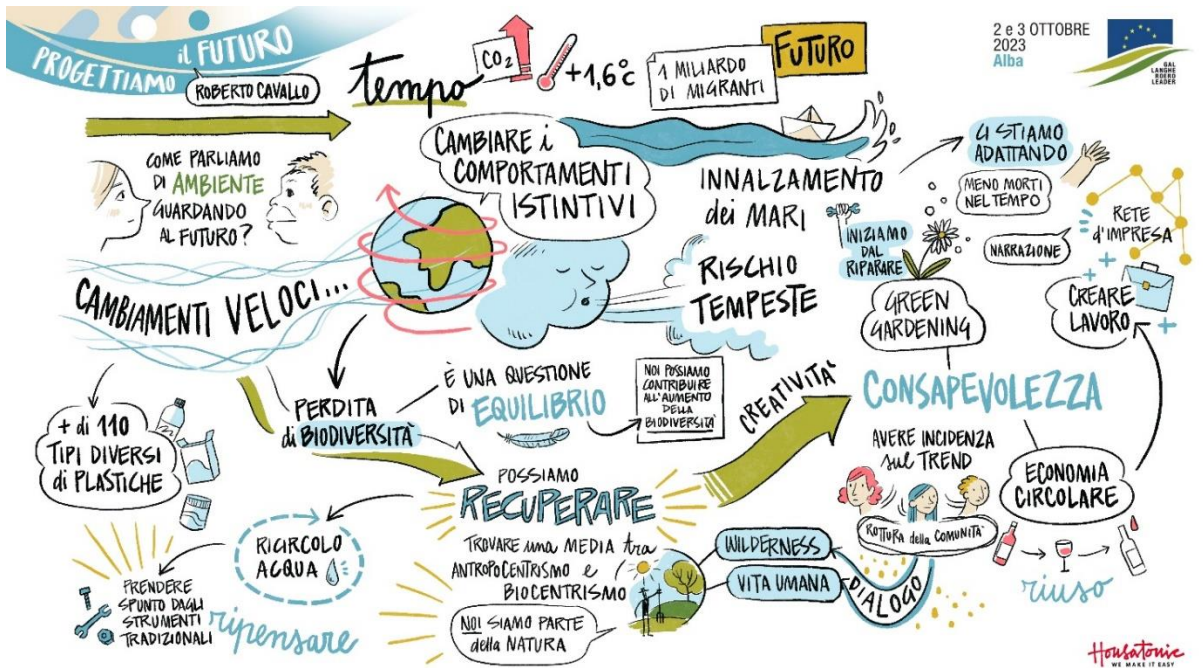 PROGETTIAMO il FUTURO
ROBERTO CAVALLO
tempo
CO2
+1,6°c
1 MILIARDO
DI MIGRANTI
FUTURO
2 e 3 OTTOBRE
2023
Alba
GAL
LANGHE
ROERO
LEADER
COME PARLIAMO
DI AMBIENTE
GUARDANDO
AL FUTURO?
CAMBIARE i
COMPORTAMENTI
ISTINTIVI
INNALZAMENTO
dei MARI
CI STIAMO
ADATTANDO
MENO MORTI
NEL TEMPO
NARRAZIONE
RETE
d'IMPRESA
INIZIAMO
DAL
RIPARARE
CAMBIAMENTI VELOCI...
RISCHIO
TEMPESTE
GREEN
GARDENING
CREARE
LAVORO
+ di 110
TIPI DIVERSI
di PLASTICHE
PERDITA
di BIODIVERSITÀ
È UNA QUESTIONE
DI EQUILIBRIO
NOI POSSIAMO
CONTRIBUIRE
ALL'AUMENTO
DELLA
BIODIVERSITÀ
CREATIVITÀ
CONSAPEVOLEZZA
POSSIAMO
RECUPERARE
AVERE INCIDENZA
sul TREND
ROTTURA della COMUNITÀ
ECONOMIA
CIRCOLARE
riuso
RICIRCOLO
ACQUA
PRENDERE
SPUNTO DAGLI
STRUMENTI
TRADIZIONALI
ripensare
TROVARE una MEDIA tra
ANTROPOCENTRISMO e
BIOCENTRISMO
NOI SIAMO PARTE
della NATURA
WILDERNESS
VITA UMANA
DIALOGO
Housatonic
WE MAKE IT EASY